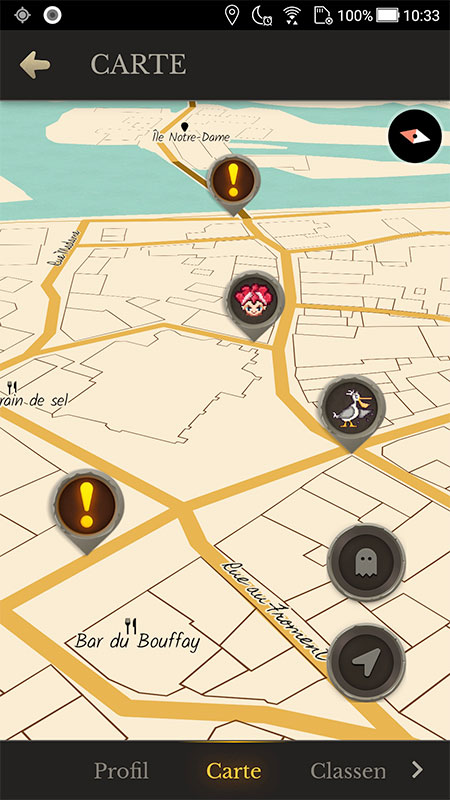 100% 10:33
CARTE
Île Notre-Dame
Rue Madame
rain de sel
Rue au Froment
Bar du Bouffay
Profil Carte Classen